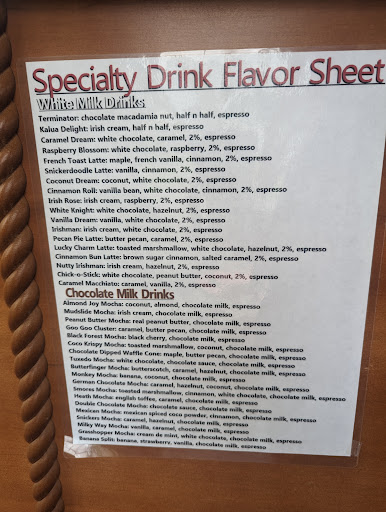 Specialty Drink Flavor Sheet
White Milk Drinks
Terminator: chocolate macadamia nut, half n half, espresso
Kalua Delight: irish cream, half n half, espresso
Caramel Dream: white chocolate, caramel, 2%, espresso
Raspberry Blossom: white chocolate, raspberry, 2%, espresso
French Toast Latte: maple, french vanilla, cinnamon, 2%, espresso
Snickerdoodle Latte: vanilla, cinnamon, 2%, espresso
Coconut Dream: coconut, white chocolate, 2%, espresso
Cinnamon Roll: vanilla bean, white chocolate, cinnamon, 2%, espresso
Irish Rose: irish cream, raspberry, 2%, espresso
White Knight: white chocolate, hazelnut, 2%, espresso
Vanilla Dream: vanilla, white chocolate, 2%, espresso
Irishman: irish cream, white chocolate, 2%, espresso
Pecan Pie Latte: butter pecan, caramel, 2%, espresso
Lucky Charm Latte: toasted marshmallow, white chocolate, hazelnut, 2%, espresso
Cinnamon Bun Latte: brown sugar cinnamon, salted caramel, 2%, espresso
Nutty Irishman: irish cream, hazelnut, 2%, espresso
Chick-o-Stick: white chocolate, peanut butter, coconut, 2%, espresso
Caramel Macchiato: caramel, vanilla, 2%, espresso
Chocolate Milk Drinks
Almond Joy Mocha: coconut, almond, chocolate milk, espresso
Mudslide Mocha: irish cream, chocolate milk, espresso
Peanut Butter Mocha: real peanut butter, chocolate milk, espresso
Goo Goo Cluster: caramel, butter pecan, chocolate milk, espresso
Black Forest Mocha: black cherry, chocolate milk, espresso
Coco Krispy Mocha: toasted marshmallow, coconut, chocolate milk, espresso
Chocolate Dipped Waffle Cone: maple, butter pecan, chocolate milk, espresso
Tuxedo Mocha: white chocolate, chocolate sauce, chocolate milk, espresso
Butterfinger Mocha: butterscotch, caramel, hazelnut, chocolate milk, espresso
Monkey Mocha: banana, coconut, chocolate milk, espresso
German Chocolate Mocha: caramel, hazelnut, coconut, chocolate milk, espresso
Smores Mocha: toasted marshmallow, cinnamon, white chocolate, chocolate milk, espresso
Heath Mocha: english toffee, caramel, chocolate milk, espresso
Double Chocolate Mocha: chocolate sauce, chocolate milk, espresso
Mexican Mocha: mexican spiced coco powder, cinnamon, chocolate milk, espresso
Snickers Mocha: caramel, hazelnut, chocolate milk, espresso
Milky Way Mocha: vanilla, caramel, chocolate milk, espresso
Grasshopper Mocha: creme de mint, white chocolate, chocolate milk, espresso
Banana Split: banana, strawberry, vanilla, chocolate milk, espresso